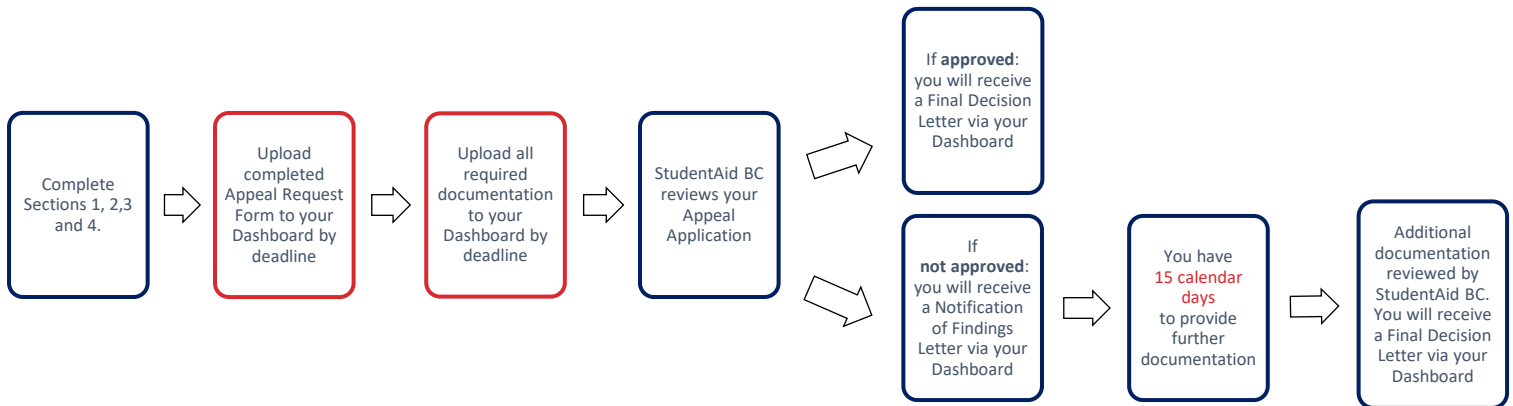 Complete
Sections 1, 2,3
and 4.
Upload
completed
Appeal Request
Form to your
Dashboard by
deadline
Upload all
required
documentation
to your
Dashboard by
deadline
StudentAid BC
reviews your
Appeal
Application
If approved:
you will receive
a Final Decision
Letter via your
Dashboard
If
not approved:
you will receive
a Notification
of Findings
Letter via your
Dashboard
You have
15 calendar
days
to provide
further
documentation
Additional
documentation
reviewed by
StudentAid BC.
You will receive
a Final Decision
Letter via your
Dashboard